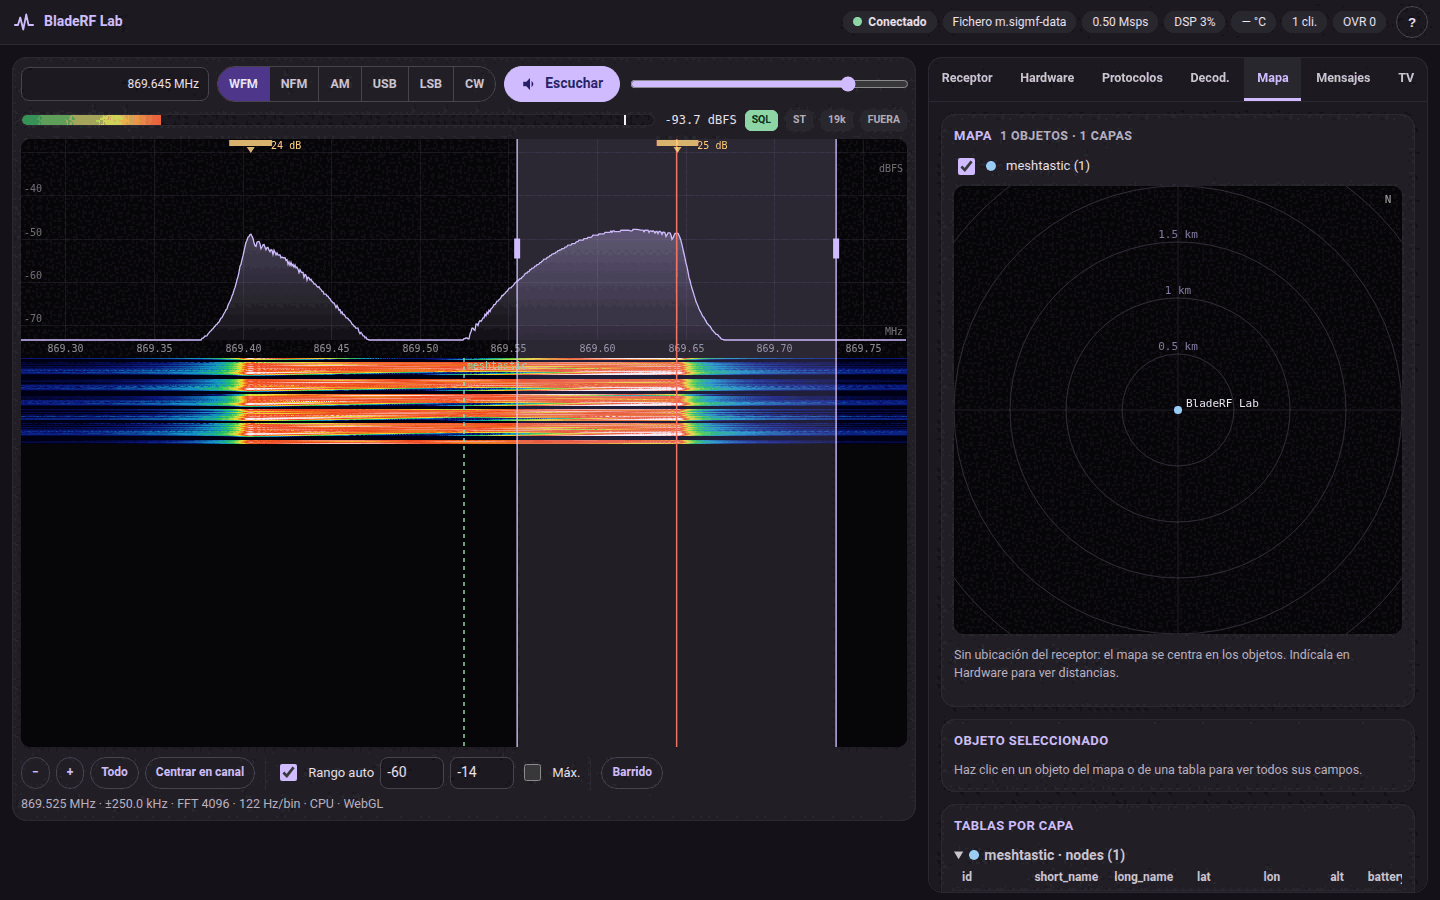 BladeRF Lab
Conectado
Fichero m.sigmf-data
0.50 Msps
DSP 3%
— °C
1 cli.
OVR 0
?
869.645 MHz
WFM
NFM
AM
USB
LSB
CW
Escuchar
-93.7 dBFS
SQL
ST
19k
FUERA
24 dB
25 dB
dBFS
-40
-50
-60
-70
MHz
869.30
869.35
869.40
869.45
869.50
869.55
869.60
869.65
869.70
869.75
meshtastic
−
+
Todo
Centrar en canal
Rango auto
-60
-14
Máx.
Barrido
869.525 MHz · ±250.0 kHz · FFT 4096 · 122 Hz/bin · CPU · WebGL
Receptor
Hardware
Protocolos
Decod.
Mapa
Mensajes
TV
MAPA 1 OBJETOS · 1 CAPAS
meshtastic (1)
N
1.5 km
1 km
0.5 km
BladeRF Lab
Sin ubicación del receptor: el mapa se centra en los objetos. Indícala en
Hardware para ver distancias.
OBJETO SELECCIONADO
Haz clic en un objeto del mapa o de una tabla para ver todos sus campos.
TABLAS POR CAPA
▼ meshtastic · nodes (1)
id short_name long_name lat lon alt